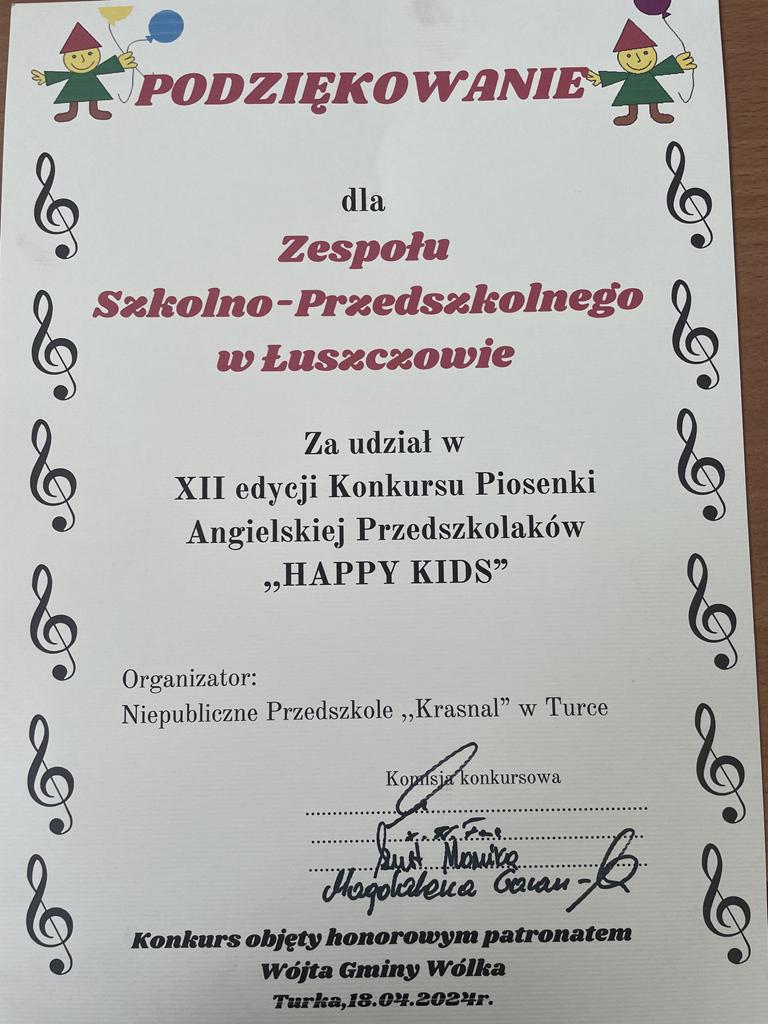 PODZIĘKOWANIE
dla
Zespołu
Szkolno-Przedszkolnego
w Łuszczowie
Za udział w
XII edycji Konkursu Piosenki
Angielskiej Przedszkolaków
,,HAPPY KIDS”
Organizator:
Niepubliczne Przedszkole ,,Krasnal” w Turce
Komisja konkursowa
Monika
Magdalena
Konkurs objęty honorowym patronatem
Wójta Gminy Wólka
Turka,18.04.2024r.